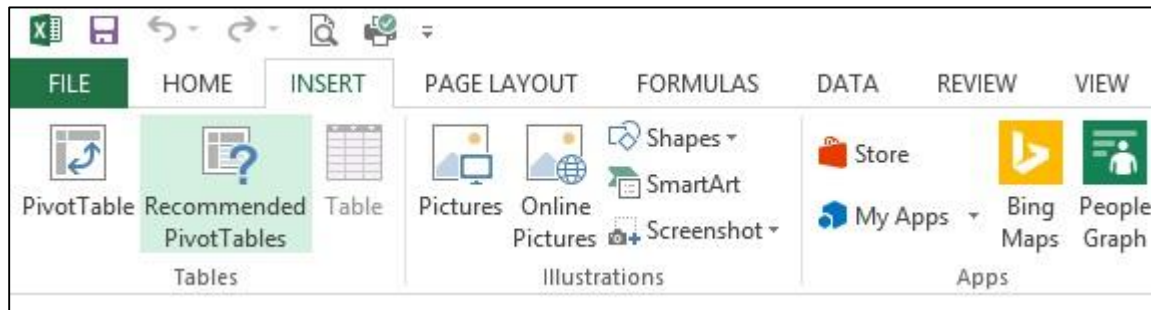 FILE HOME INSERT PAGE LAYOUT FORMULAS DATA REVIEW VIEW
PivotTable
Recommended
PivotTables
Table
Pictures
Online
Pictures
Shapes
SmartArt
Screenshot
Store
My Apps
Bing
Maps
People
Graph
Tables Illustrations Apps